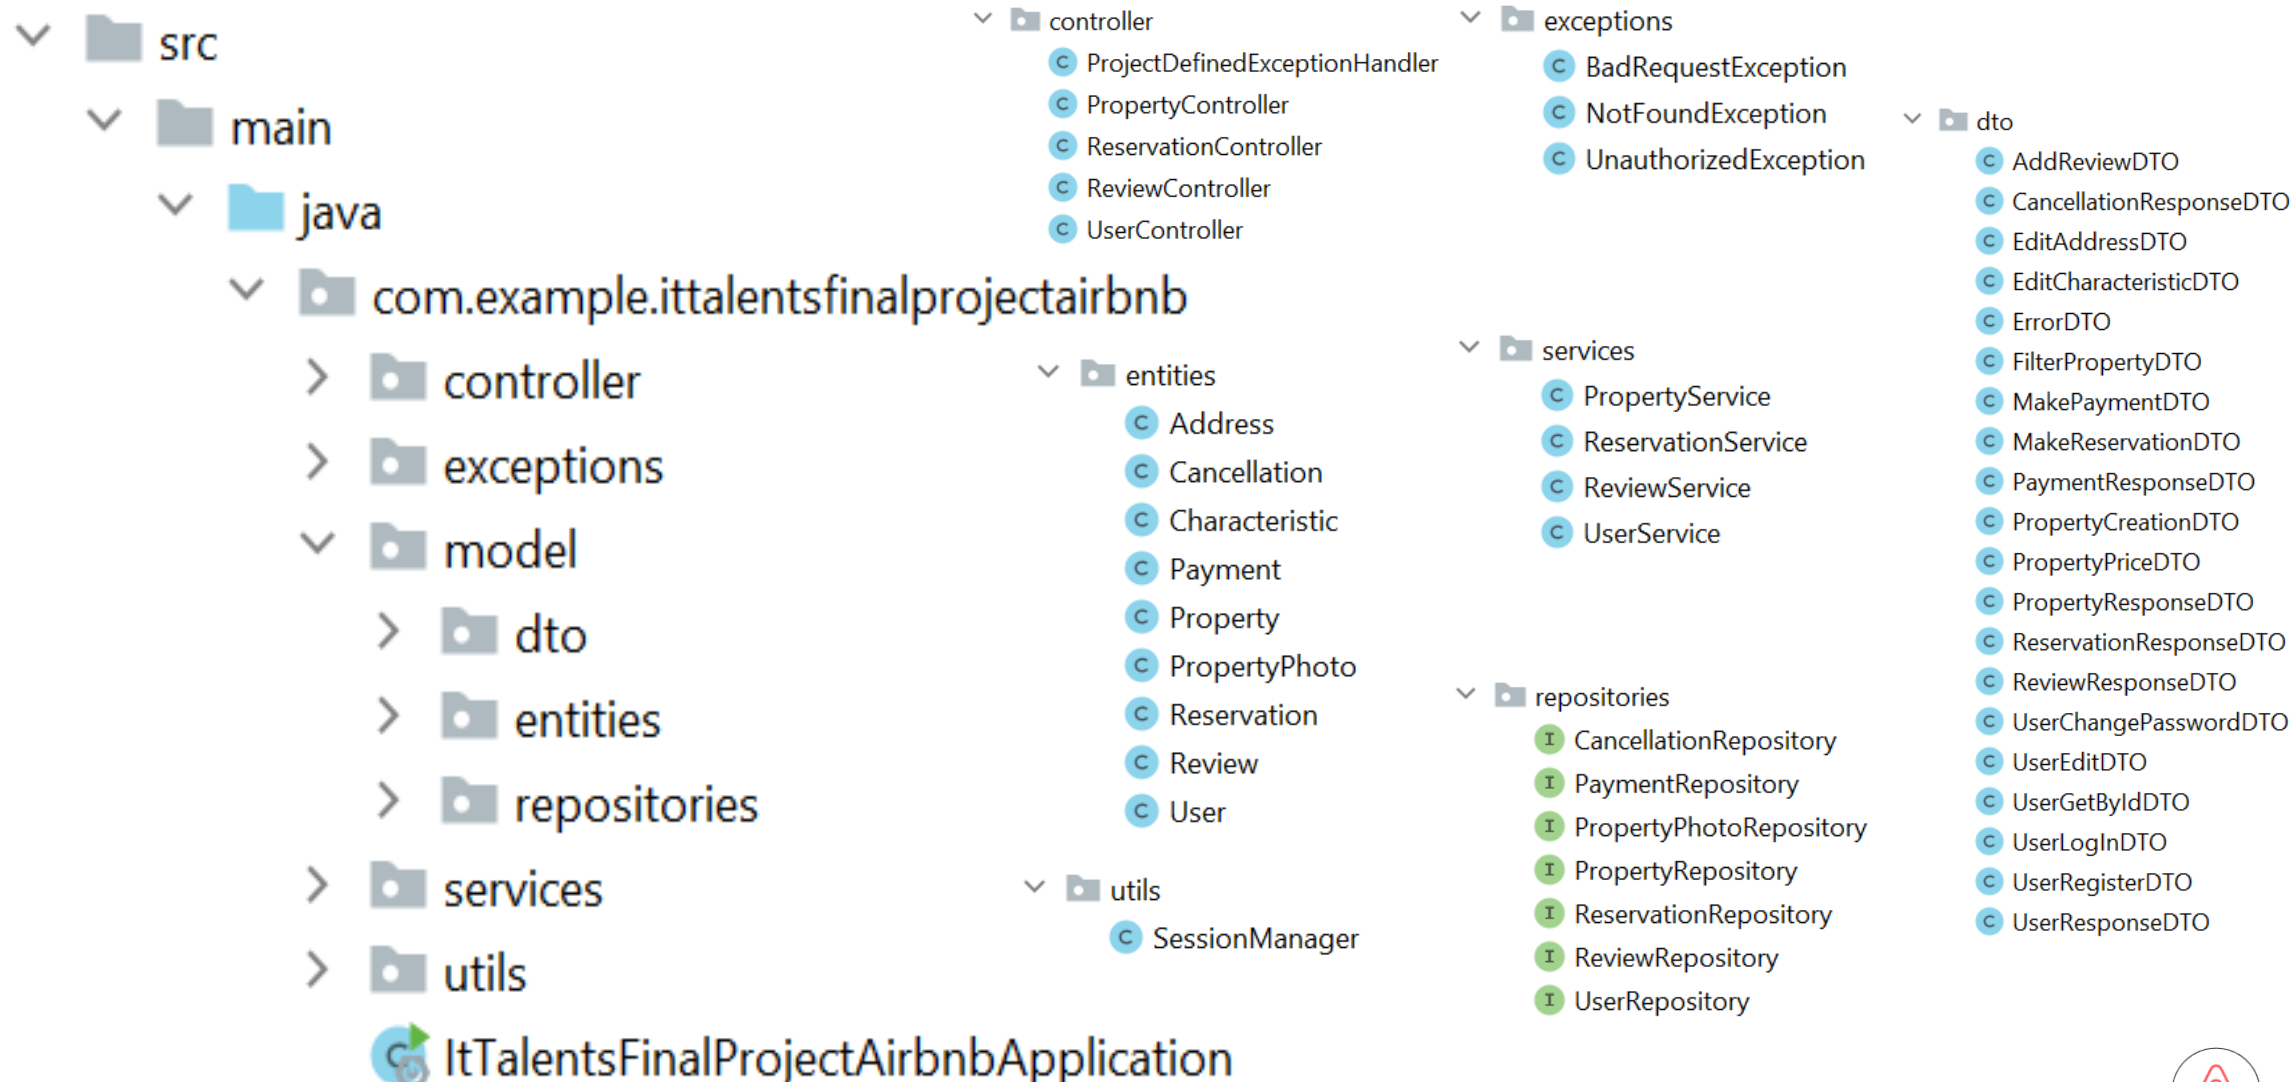 src
main
java
com.example.ittalentsfinalprojectairbnb
controller
exceptions
model
dto
entities
repositories
services
utils
ItTalentsFinalProjectAirbnbApplication
controller
ProjectDefinedExceptionHandler
PropertyController
ReservationController
ReviewController
UserController
entities
Address
Cancellation
Characteristic
Payment
Property
PropertyPhoto
Reservation
Review
User
utils
SessionManager
exceptions
BadRequestException
NotFoundException
UnauthorizedException
services
PropertyService
ReservationService
ReviewService
UserService
repositories
CancellationRepository
PaymentRepository
PropertyPhotoRepository
PropertyRepository
ReservationRepository
ReviewRepository
UserRepository
dto
AddReviewDTO
CancellationResponseDTO
EditAddressDTO
EditCharacteristicDTO
ErrorDTO
FilterPropertyDTO
MakePaymentDTO
MakeReservationDTO
PaymentResponseDTO
PropertyCreationDTO
PropertyPriceDTO
PropertyResponseDTO
ReservationResponseDTO
ReviewResponseDTO
UserChangePasswordDTO
UserEditDTO
UserGetByIdDTO
UserLogInDTO
UserRegisterDTO
UserResponseDTO